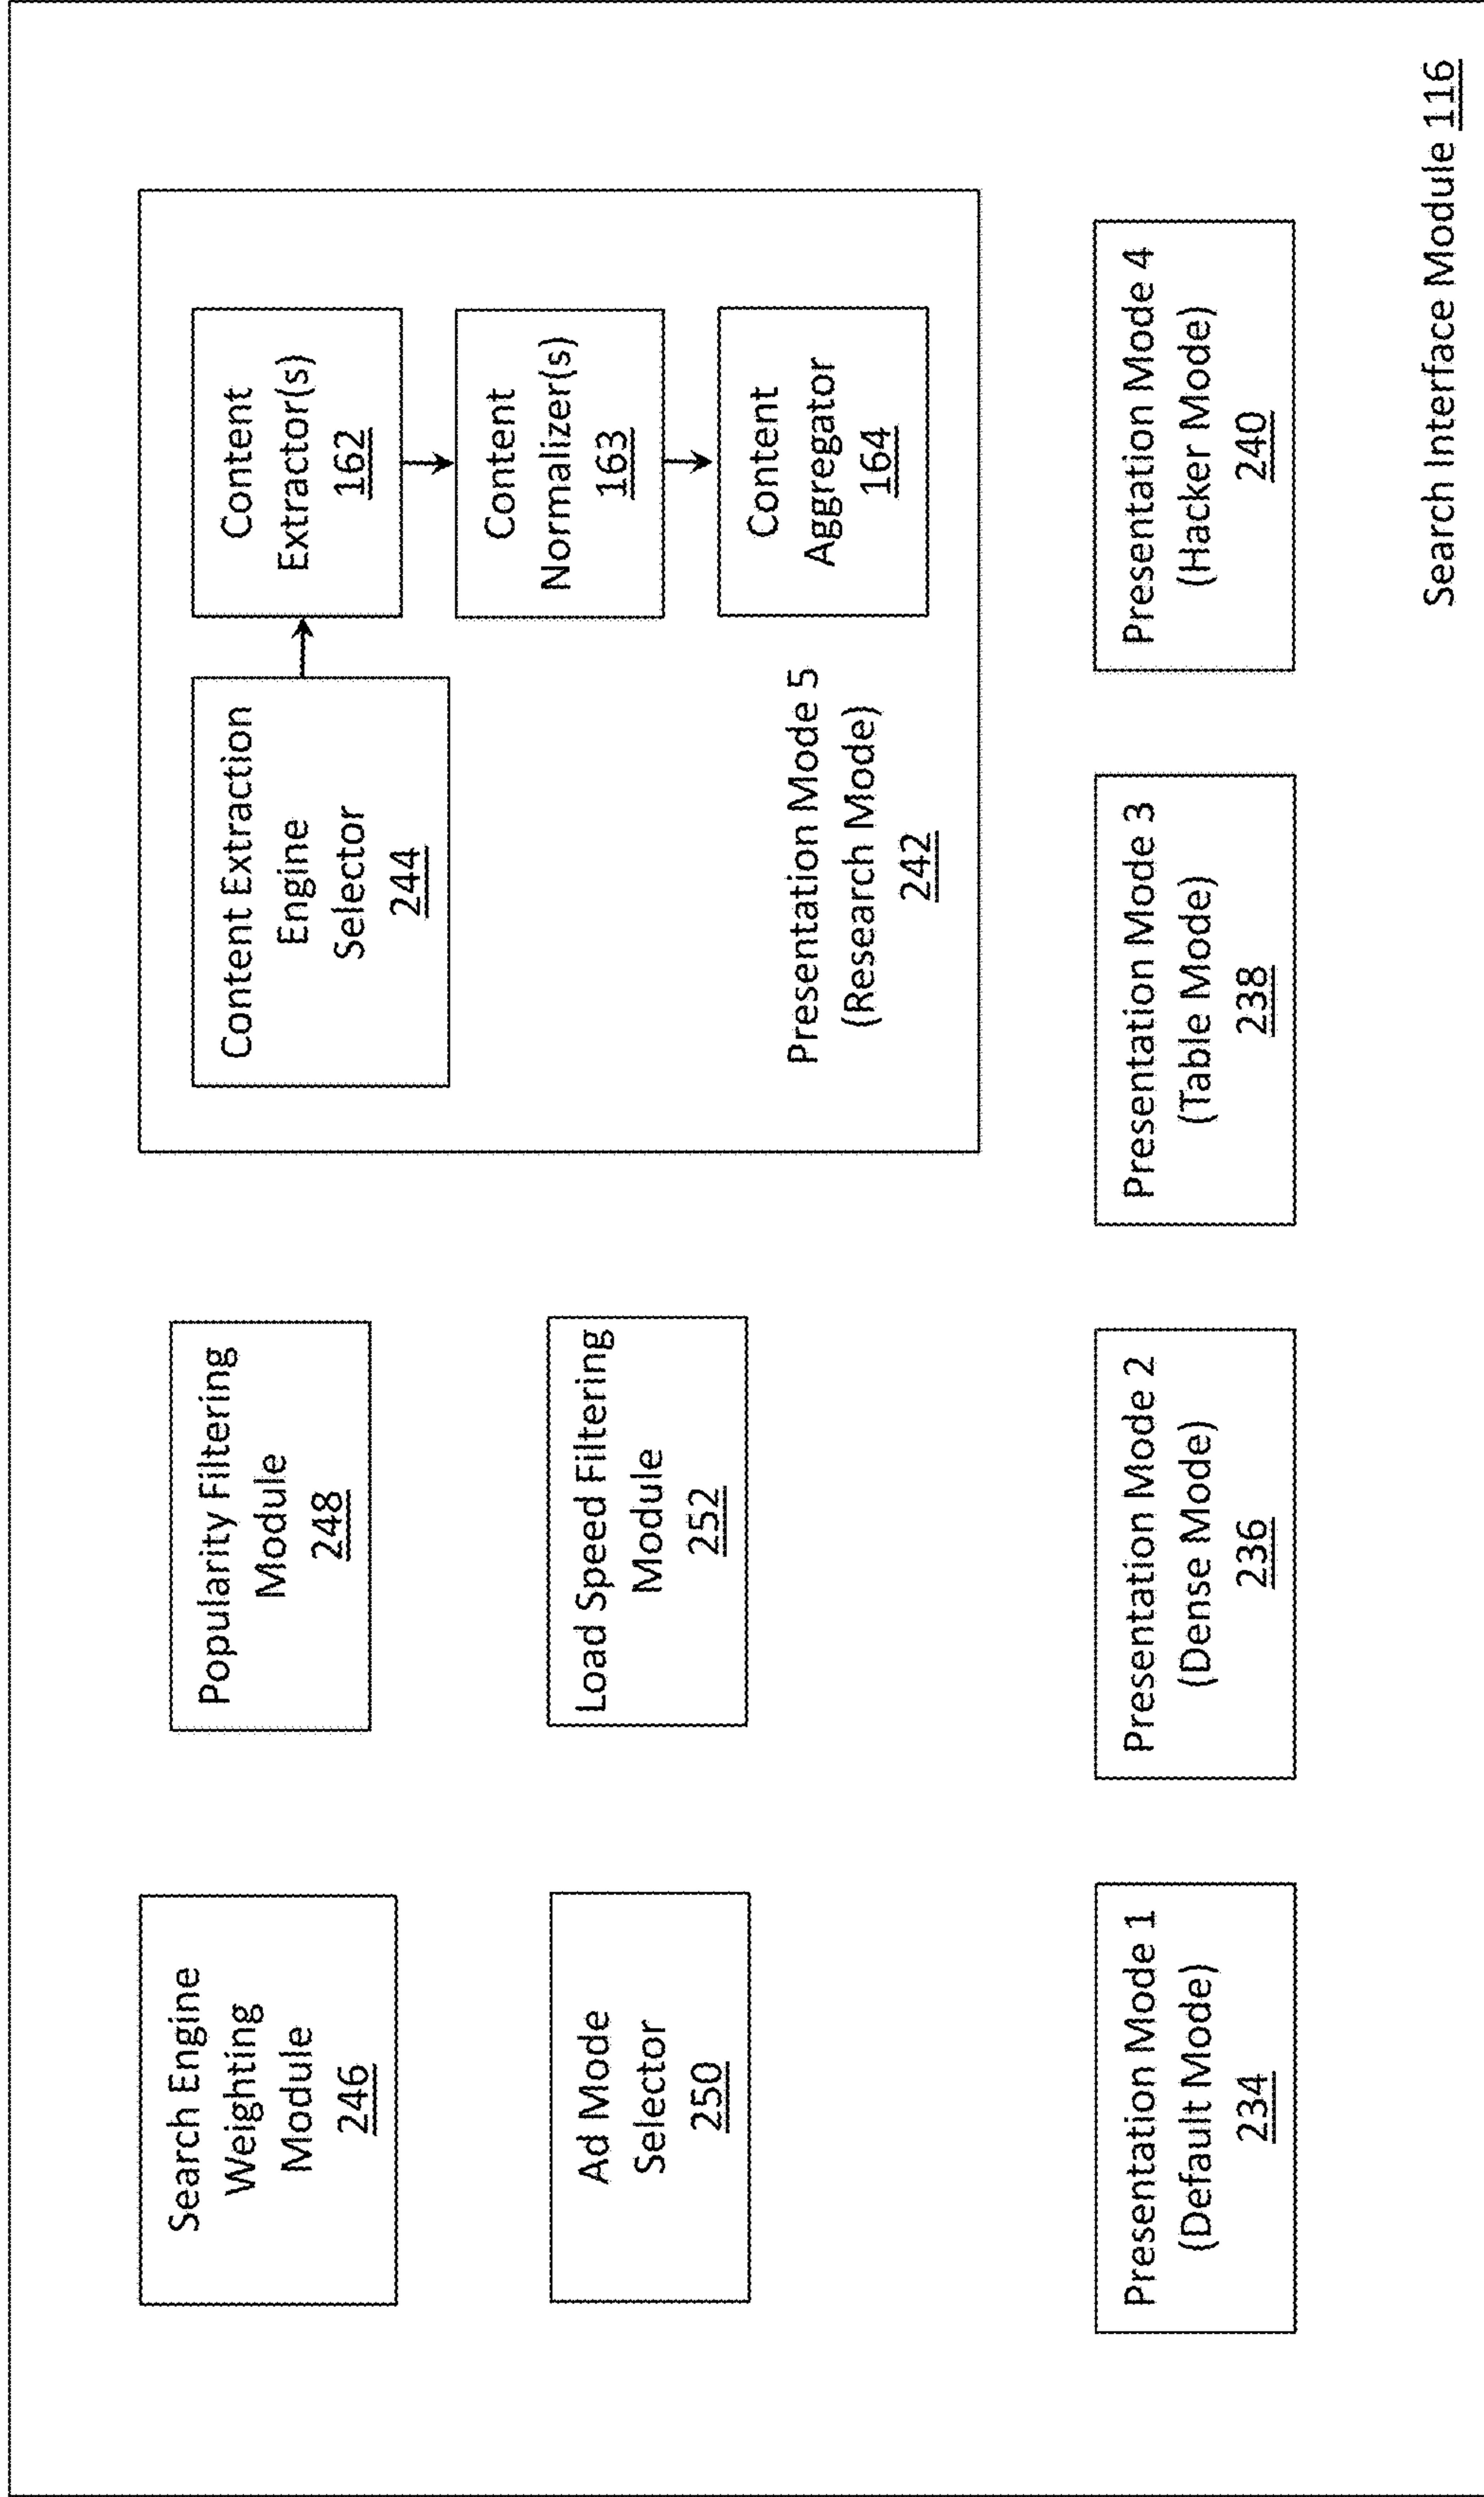 Search Engine
Weighting
Module
246
Popularity Filtering
Module
248
Ad Mode
Selector
250
Load Speed Filtering
Module
252
Content Extraction
Engine
Selector
244
Content
Extractor(s)
162
Content
Normalizer(s)
163
Content
Aggregator
164
Presentation Mode 5
(Research Mode)
242
Presentation Mode 1
(Default Mode)
234
Presentation Mode 2
(Dense Mode)
236
Presentation Mode 3
(Table Mode)
238
Presentation Mode 4
(Hacker Mode)
240
Search Interface Module 116